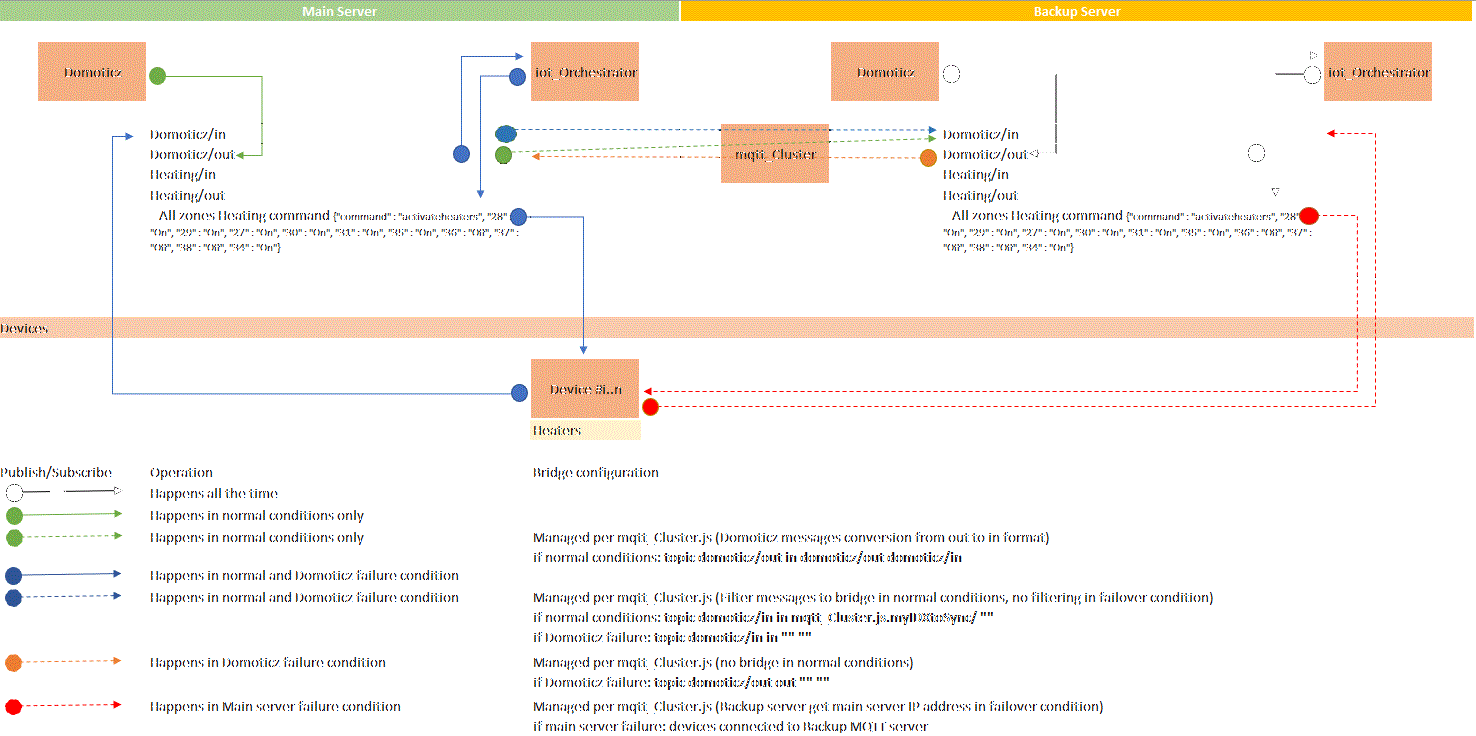 Main Server
Backup Server
Domoticz
iot_Orchestrator
Domoticz
iot_Orchestrator
mqtt_Cluster
Domoticz/in
Domoticz/out
Heating/in
Heating/out
All zones Heating command {"command" : "activateheaters", "28"
"On", "29" : "On", "27" : "On", "30" : "On", "31" : "On", "35" : "On", "36" : "Off", "37" :
"Off", "38" : "Off", "34" : "On"}
Domoticz/in
Domoticz/out
Heating/in
Heating/out
All zones Heating command {"command" : "activateheaters", "28"
"On", "29" : "On", "27" : "On", "30" : "On", "31" : "On", "35" : "On", "36" : "Off", "37" :
"Off", "38" : "Off", "34" : "On"}
Devices
Device #i..n
Heaters
Publish/Subscribe
Operation
Bridge configuration
Happens all the time
Happens in normal conditions only
Happens in normal conditions only
Managed per mqtt_Cluster.js (Domoticz messages conversion from out to in format)
if normal conditions: topic domoticz/out in domoticz/out domoticz/in
Happens in normal and Domoticz failure condition
Happens in normal and Domoticz failure condition
Managed per mqtt_Cluster.js (Filter messages to bridge in normal conditions, no filtering in failover condition)
if normal conditions: topic domoticz/in in mqtt_Cluster.js.myIDXtoSync/ ""
if Domoticz failure: topic domoticz/in in "" ""
Happens in Domoticz failure condition
Managed per mqtt_Cluster.js (no bridge in normal conditions)
if Domoticz failure: topic domoticz/out out "" ""
Happens in Main server failure condition
Managed per mqtt_Cluster.js (Backup server get main server IP address in failover condition)
if main server failure: devices connected to Backup MQTT server